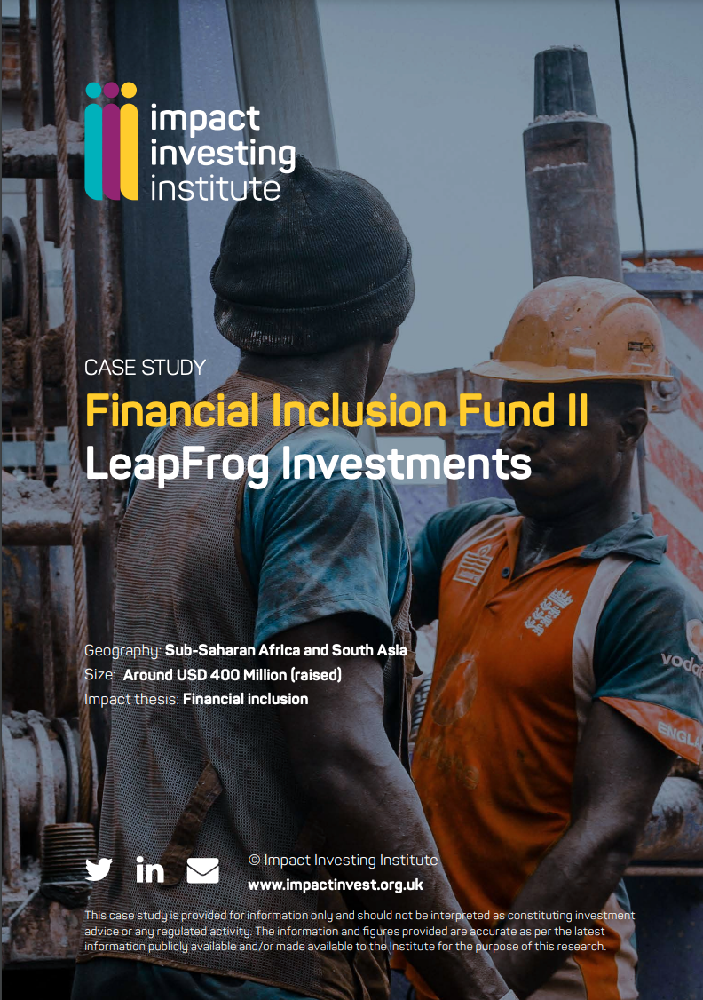 impact
investing
institute
CASE STUDY
Financial Inclusion Fund II
LeapFrog Investments
Geography: Sub-Saharan Africa and South Asia
Size: Around USD 400 Million (raised)
Impact thesis: Financial inclusion
© Impact Investing Institute
www.impactinvest.org.uk
This case study is provided for information only and should not be interpreted as constituting investment
advice or any regulated activity. The information and figures provided are accurate as per the latest
information publicly available and/or made available to the Institute for the purpose of this research.